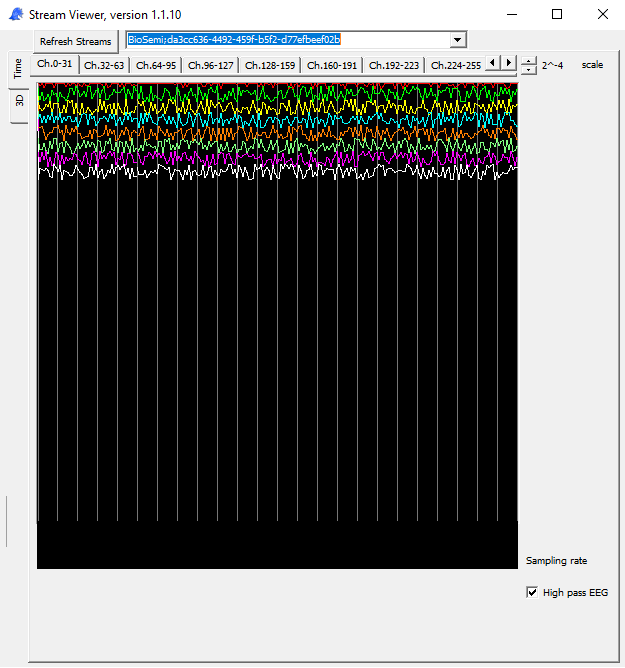 Stream Viewer, version 1.1.10
Refresh Streams BioSemi;da3cc636-4492-459f-b5f2-d77efbeef02b
Time
3D
Ch.0-31 Ch.32-63 Ch.64-95 Ch.96-127 Ch.128-159 Ch.160-191 Ch.192-223 Ch.224-255 2^-4 scale
Sampling rate
High pass EEG